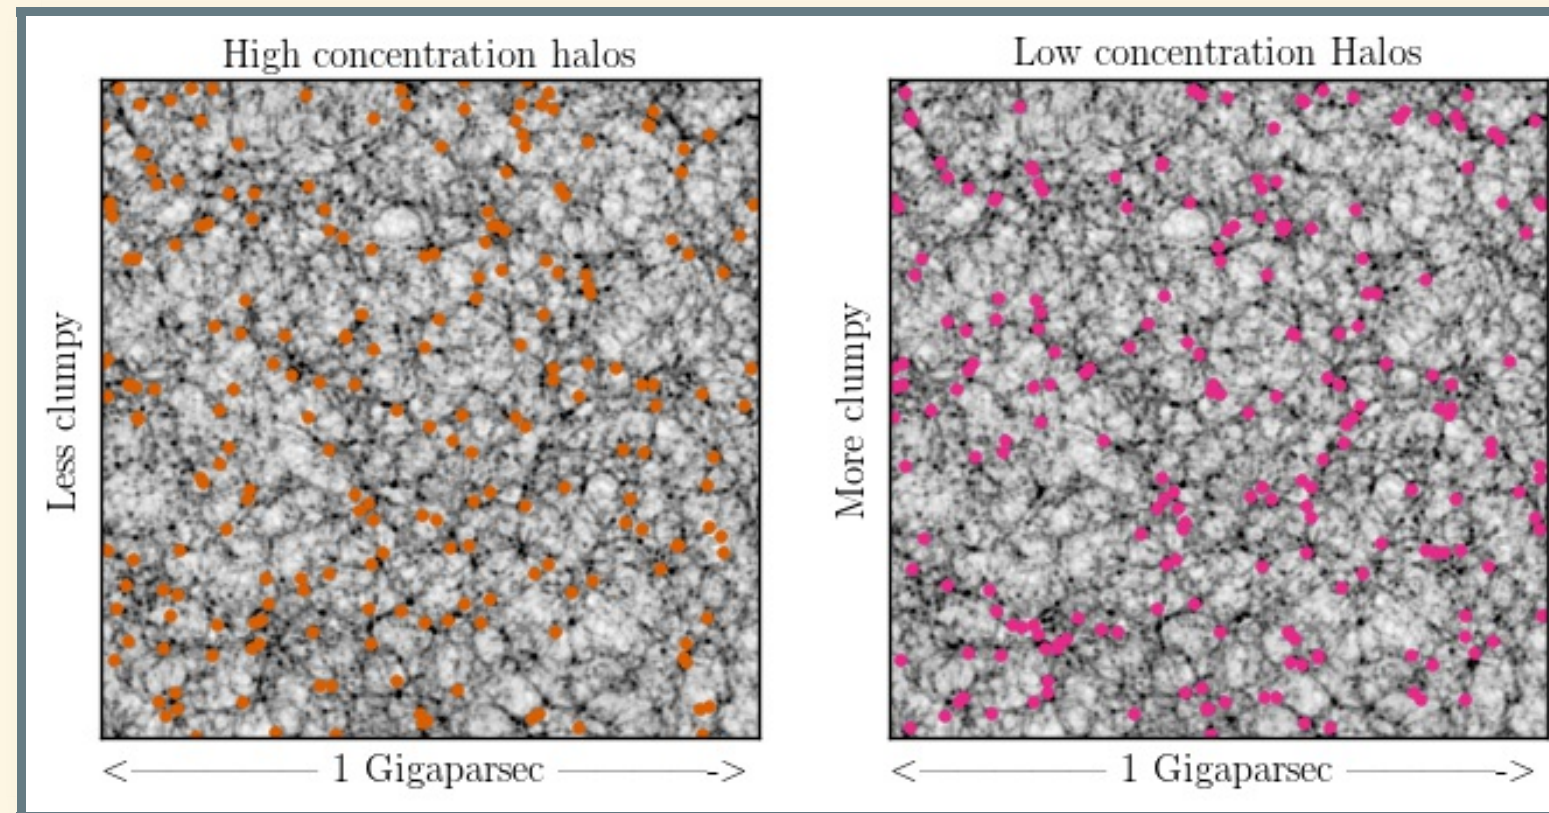 High concentration halos
Low concentration Halos
Less clumpy
More clumpy
<—— 1 Gigaparsec ——->
<—— 1 Gigaparsec ——->